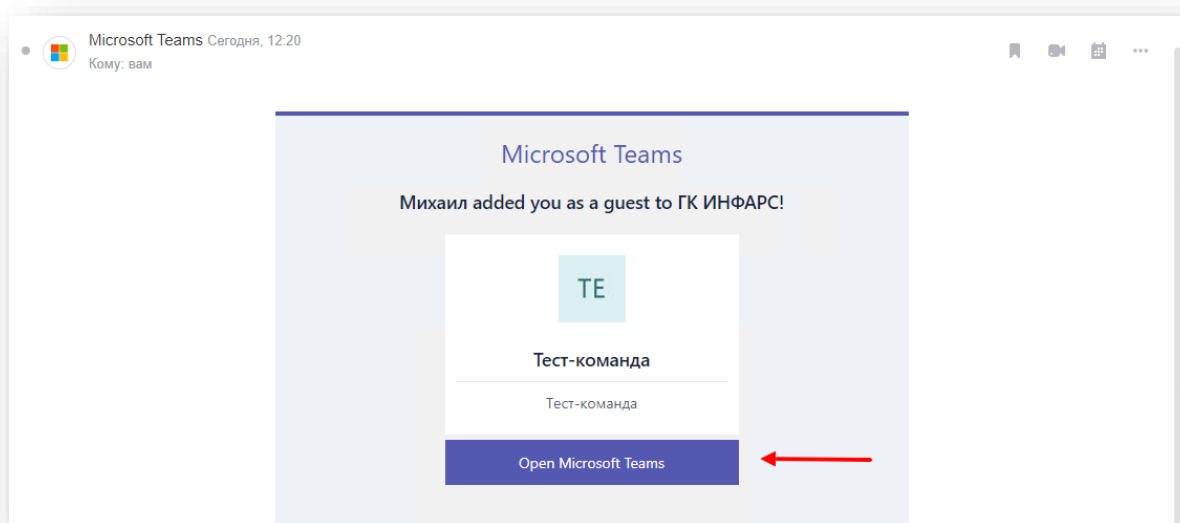 Microsoft Teams Сегодня, 12:20
Кому: вам
Microsoft Teams
Михаил added you as a guest to ГК ИНФАРС!
TE
Тест-команда
Тест-команда
Open Microsoft Teams